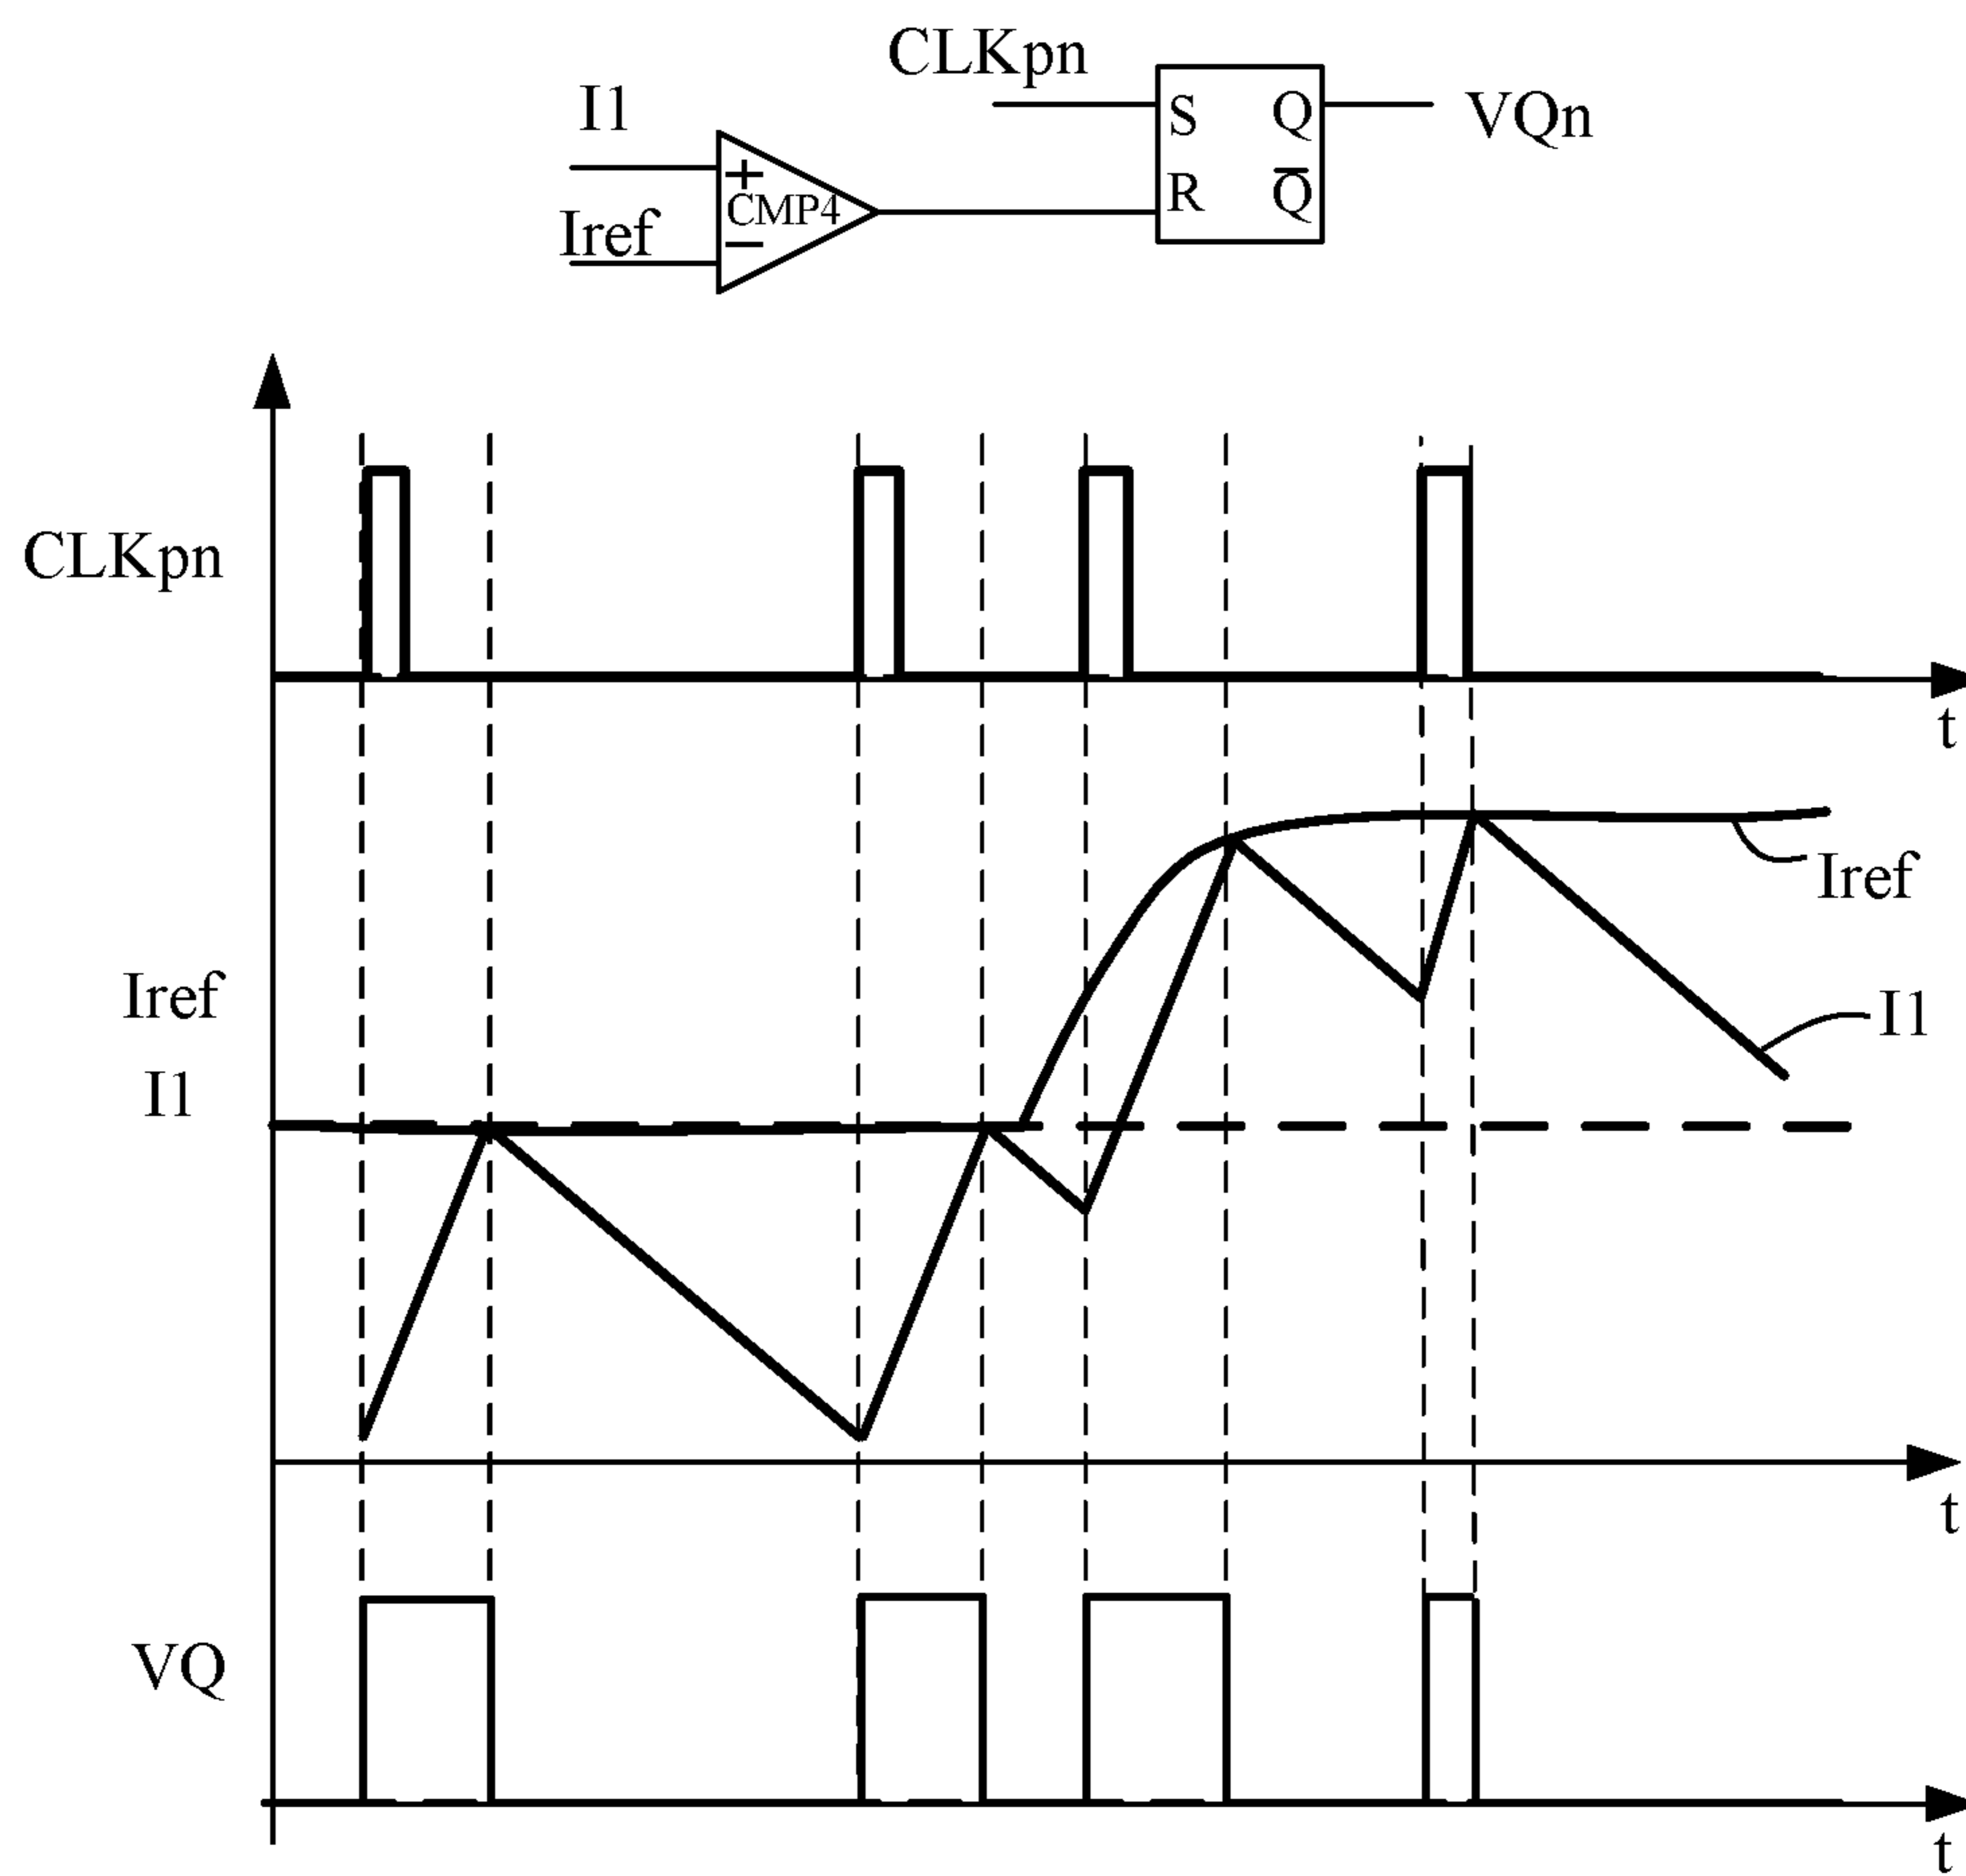 CLKpn
I1
S Q
VQn
+
CMP4
R Q̅
Iref
−
CLKpn
t
Iref
Iref
I1
I1
t
VQ
t